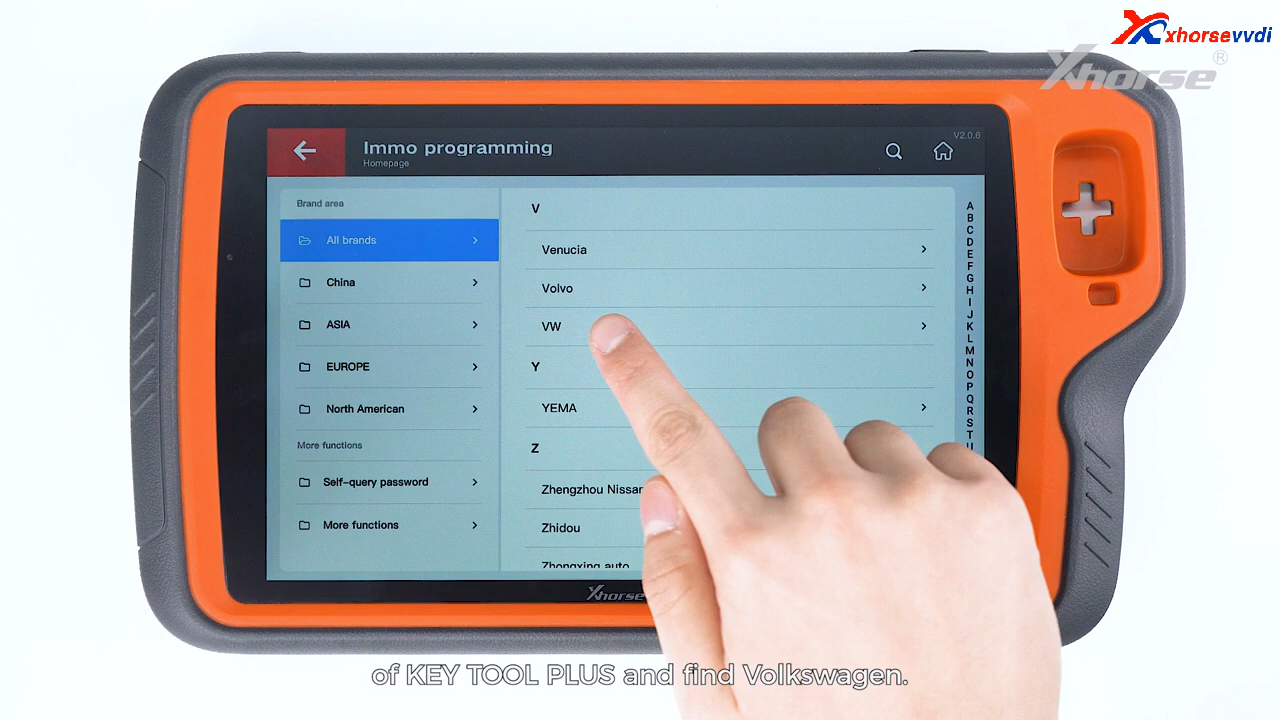 xhorsevvdi
Xhorse®
V2.0.6
Immo programming
Homepage
Brand area
All brands
China
ASIA
EUROPE
North American
More functions
Self-query password
More functions
V
Venucia
Volvo
VW
Y
YEMA
Z
Zhengzhou Nissan
Zhidou
Zhongxing auto
A
B
C
D
E
F
G
H
I
J
K
L
M
N
O
P
Q
R
S
T
U
Xhorse
of KEY TOOL PLUS and find Volkswagen.